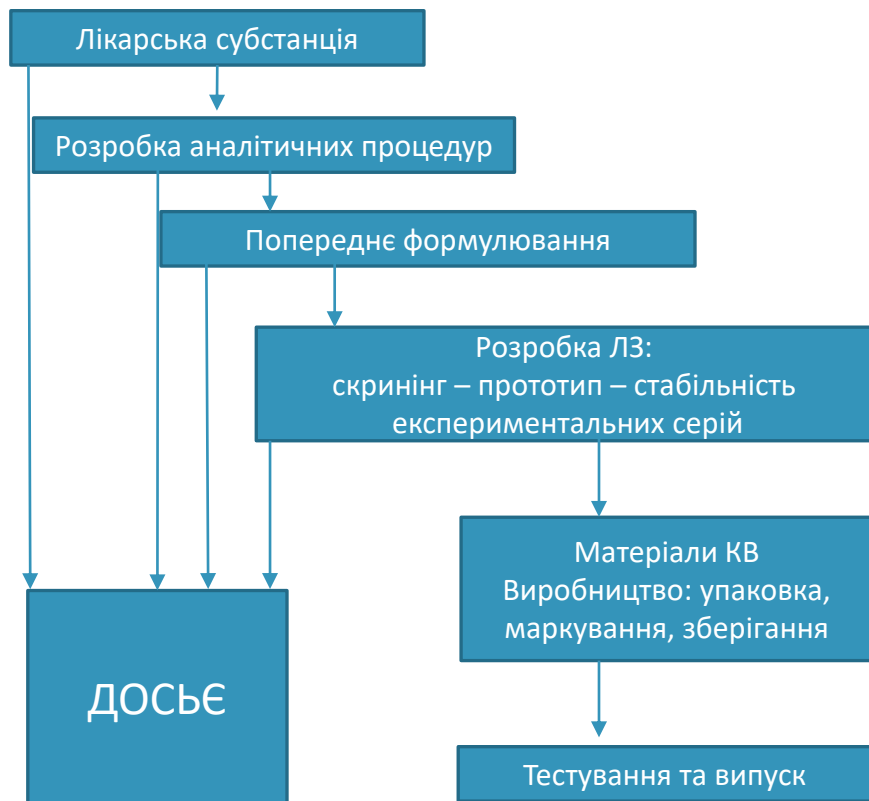 Лікарська субстанція
Розробка аналітичних процедур
Попереднє формулювання
Розробка ЛЗ:
скринінг – прототип – стабільність
експериментальних серій
Матеріали КВ
Виробництво: упаковка,
маркування, зберігання
ДОСЬЄ
Тестування та випуск